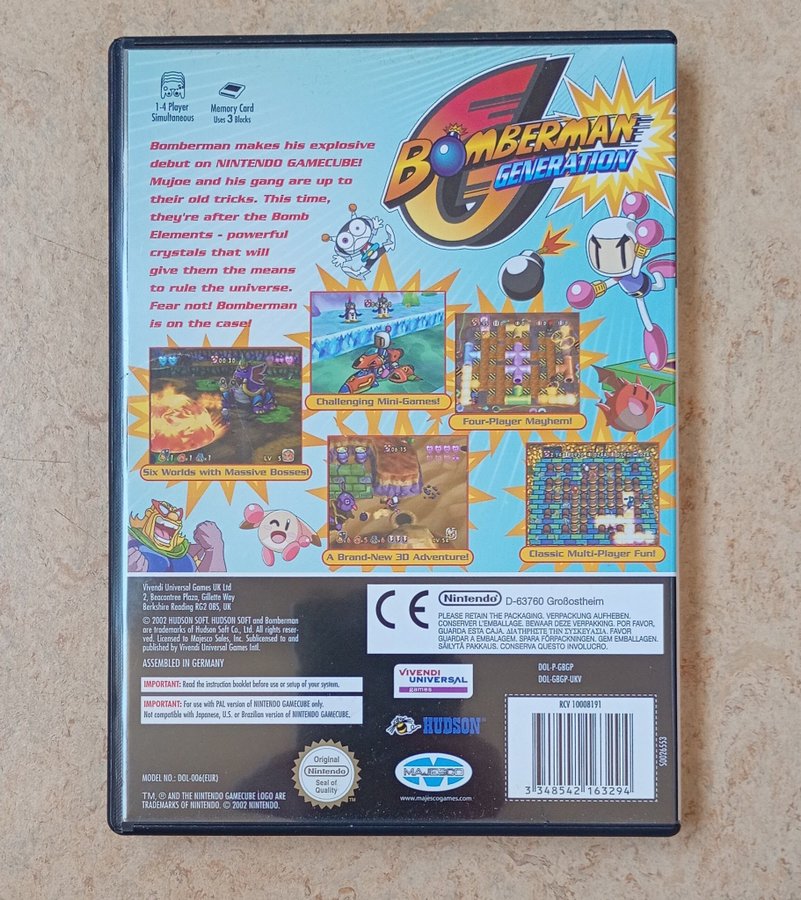 1-4 Player
Simultaneous
Memory Card
Uses 3 Blocks
BOMBERMAN
GENERATION
Bomberman makes his explosive
debut on NINTENDO GAMECUBE!
Mujoe and his gang are up to
their old tricks. This time,
they're after the Bomb
Elements - powerful
crystals that will
give them the means
to rule the universe.
Fear not! Bomberman
is on the case!
Challenging Mini-Games!
Four-Player Mayhem!
Six Worlds with Massive Bosses!
A Brand-New 3D Adventure!
Classic Multi-Player Fun!
Vivendi Universal Games UK Ltd
2, Beacontree Plaza, Gillette Way
Berkshire Reading RG2 0BS, UK
© 2002 HUDSON SOFT. HUDSON SOFT and Bomberman
are trademarks of Hudson Soft Co., Ltd. All rights reser-
ved. Licensed to Majesco Sales, Inc. Sublicensed to and
published by Vivendi Universal Games Intl.
ASSEMBLED IN GERMANY
IMPORTANT: Read the instruction booklet before use or setup of your system.
IMPORTANT: For use with PAL version of NINTENDO GAMECUBE only.
Not compatible with Japanese, U.S. or Brazilian version of NINTENDO GAMECUBE.
MODEL NO.: DOL-006(EUR)
TM, ® AND THE NINTENDO GAMECUBE LOGO ARE
TRADEMARKS OF NINTENDO. © 2002 NINTENDO.
Original
Nintendo
Seal of
Quality
TM
CE
Nintendo D-63760 Großostheim
PLEASE RETAIN THE PACKAGING. VERPACKUNG AUFHEBEN.
CONSERVER L'EMBALLAGE. BEWAAR DEZE VERPAKKING. POR FAVOR,
GUARDA ESTA CAJA. ΔΙΑΤΗΡΗΣΤΕ ΤΗΝ ΣΥΣΚΕΥΑΣΙΑ. FAVOR
GUARDAR A EMBALAGEM. SPARA FÖRPACKNINGEN. GEM EMBALLAGEN.
SÄILYTÄ PAKKAUS. CONSERVA QUESTO INVOLUCRO.
VIVENDI
UNIVERSAL
games
DOL-P-GBGP
DOL-GBGP-UKV
HUDSON
MAJESCO
www.majescogames.com
RCV 10008191
3 348542 163294
S0026553